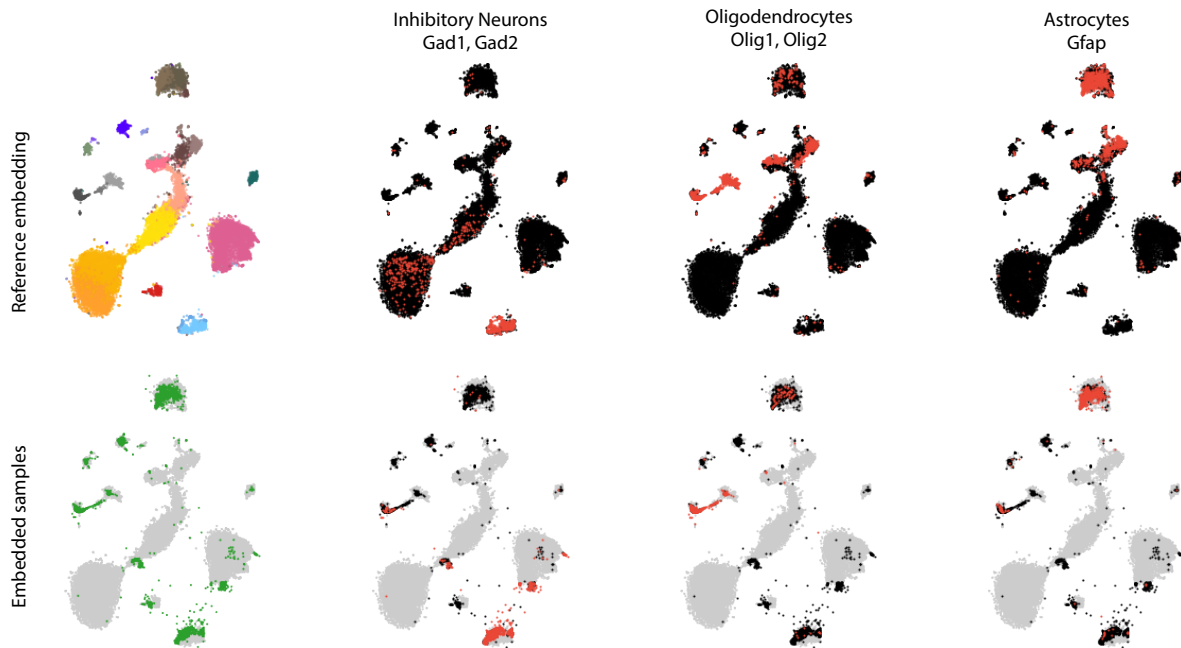 Inhibitory Neurons
Gad1, Gad2
Oligodendrocytes
Olig1, Olig2
Astrocytes
Gfap
Reference embedding
Embedded samples